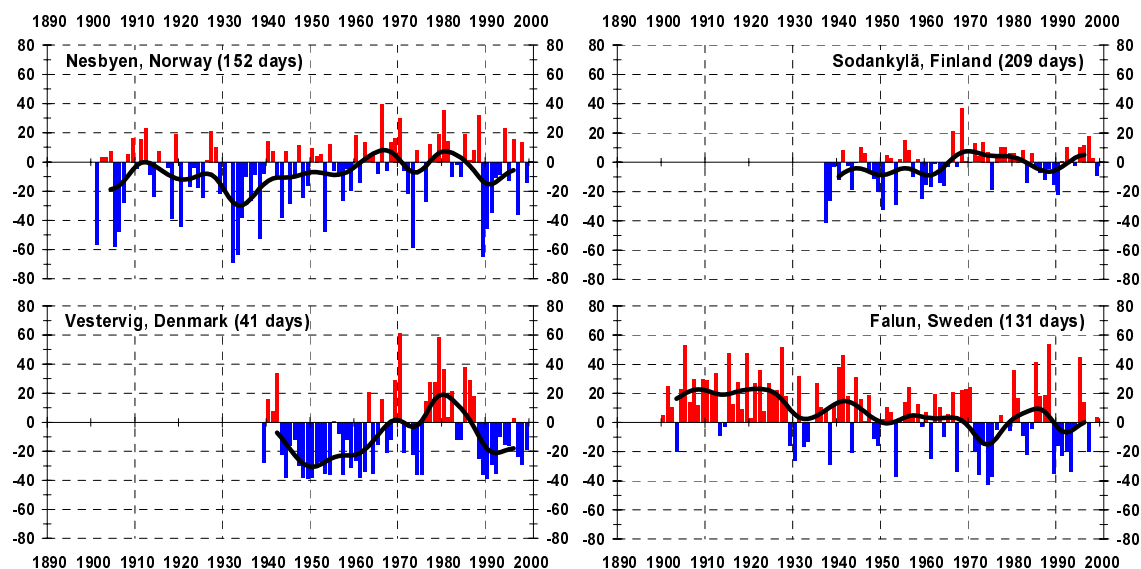 1890 1900 1910 1920 1930 1940 1950 1960 1970 1980 1990 2000 1890 1900 1910 1920 1930 1940 1950 1960 1970 1980 1990 2000
80 80 80 80
Nesbyen, Norway (152 days) Sodankylä, Finland (209 days)
60 60 60 60
40 40 40 40
20 20 20 20
0 0 0 0
-20 -20 -20 -20
-40 -40 -40 -40
-60 -60 -60 -60
-80 -80 -80 -80
80 80 80 80
Vestervig, Denmark (41 days) Falun, Sweden (131 days)
60 60 60 60
40 40 40 40
20 20 20 20
0 0 0 0
-20 -20 -20 -20
-40 -40 -40 -40
-60 -60 -60 -60
-80 -80 -80 -80
1890 1900 1910 1920 1930 1940 1950 1960 1970 1980 1990 2000 1890 1900 1910 1920 1930 1940 1950 1960 1970 1980 1990 2000